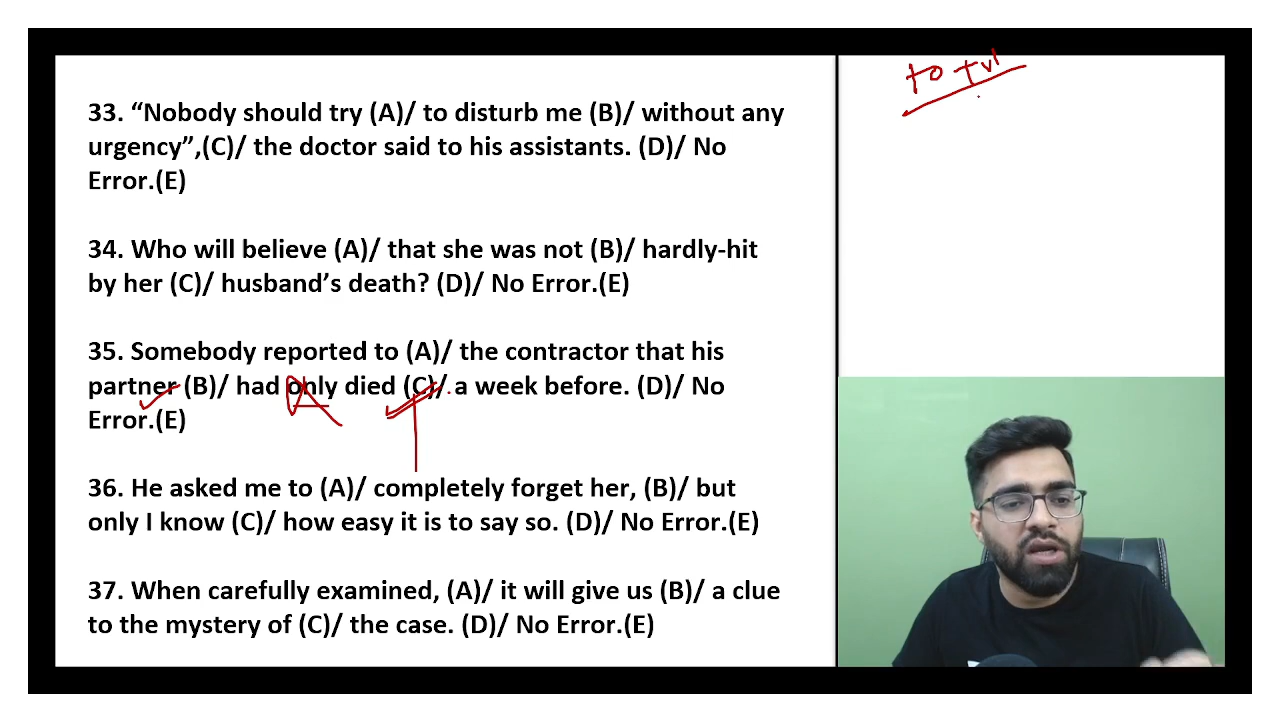 33. “Nobody should try (A)/ to disturb me (B)/ without any
urgency”,(C)/ the doctor said to his assistants. (D)/ No
Error.(E)
34. Who will believe (A)/ that she was not (B)/ hardly-hit
by her (C)/ husband’s death? (D)/ No Error.(E)
35. Somebody reported to (A)/ the contractor that his
partner (B)/ had only died (C)/ a week before. (D)/ No
Error.(E)
36. He asked me to (A)/ completely forget her, (B)/ but
only I know (C)/ how easy it is to say so. (D)/ No Error.(E)
37. When carefully examined, (A)/ it will give us (B)/ a clue
to the mystery of (C)/ the case. (D)/ No Error.(E)
to + v1